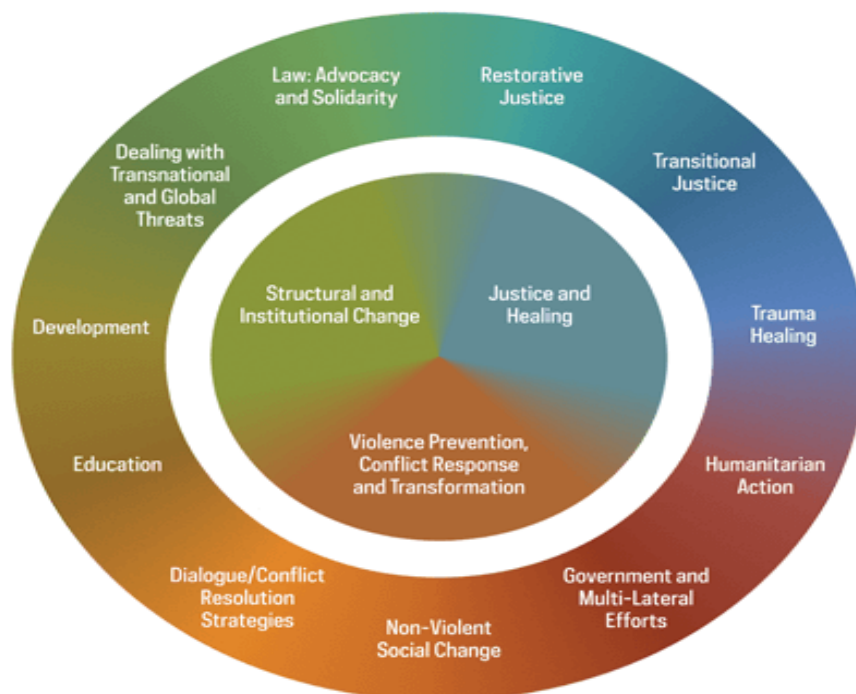 Law: Advocacy
and Solidarity
Restorative
Justice
Transitional
Justice
Trauma
Healing
Humanitarian
Action
Government and
Multi-Lateral
Efforts
Non-Violent
Social Change
Dialogue/Conflict
Resolution
Strategies
Education
Development
Dealing with
Transnational
and Global
Threats
Structural and
Institutional Change
Justice and
Healing
Violence Prevention,
Conflict Response
and Transformation